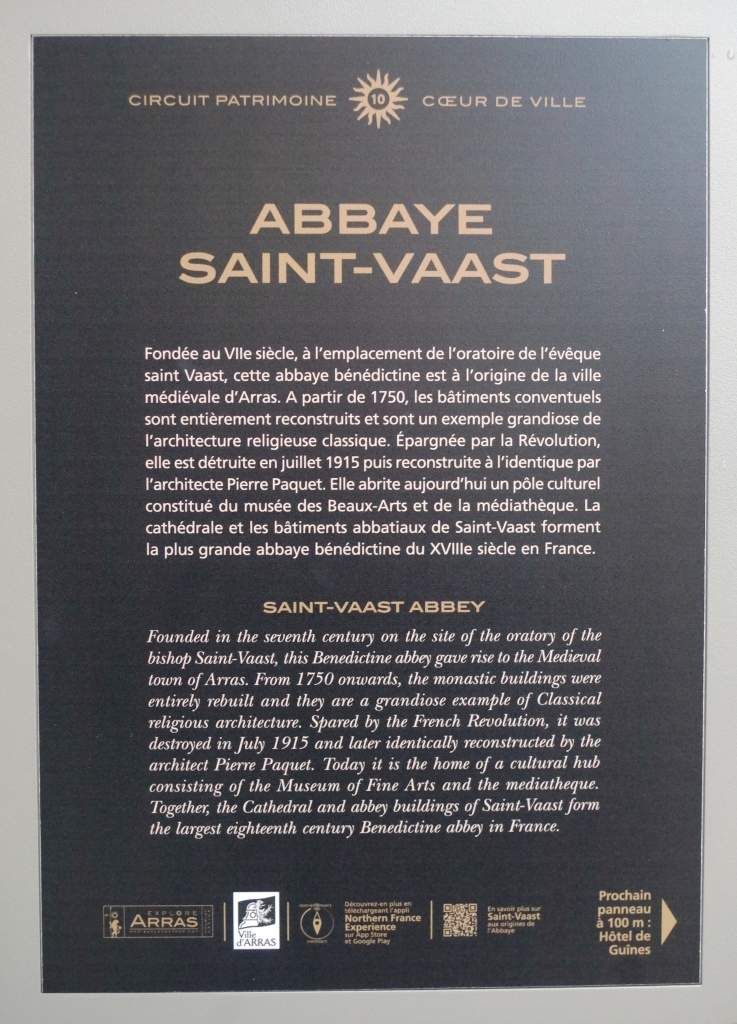 CIRCUIT PATRIMOINE 10 CŒUR DE VILLE
ABBAYE
SAINT-VAAST
Fondée au VIIe siècle, à l’emplacement de l’oratoire de l’évêque
saint Vaast, cette abbaye bénédictine est à l’origine de la ville
médiévale d’Arras. A partir de 1750, les bâtiments conventuels
sont entièrement reconstruits et sont un exemple grandiose de
l’architecture religieuse classique. Épargnée par la Révolution,
elle est détruite en juillet 1915 puis reconstruite à l’identique par
l’architecte Pierre Paquet. Elle abrite aujourd’hui un pôle culturel
constitué du musée des Beaux-Arts et de la médiathèque. La
cathédrale et les bâtiments abbatiaux de Saint-Vaast forment
la plus grande abbaye bénédictine du XVIIIe siècle en France.
SAINT-VAAST ABBEY
Founded in the seventh century on the site of the oratory of the
bishop Saint-Vaast, this Benedictine abbey gave rise to the Medieval
town of Arras. From 1750 onwards, the monastic buildings were
entirely rebuilt and they are a grandiose example of Classical
religious architecture. Spared by the French Revolution, it was
destroyed in July 1915 and later identically reconstructed by the
architect Pierre Paquet. Today it is the home of a cultural hub
consisting of the Museum of Fine Arts and the mediatheque.
Together, the Cathedral and abbey buildings of Saint-Vaast form
the largest eighteenth century Benedictine abbey in France.
EXPLORE
ARRAS
Ville
d’ARRAS
Découvrez-en plus en
téléchargeant l’appli
Northern France
Experience
sur App Store
et Google Play
En savoir plus sur
Saint-Vaast
aux origines de
l’Abbaye
Prochain
panneau
à 100 m :
Hôtel de
Guînes